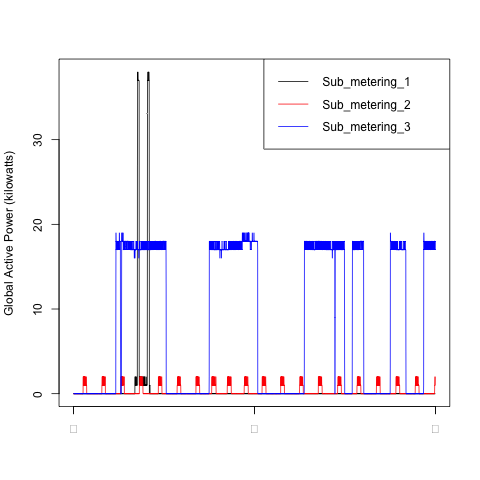 Sub_metering_1
Sub_metering_2
Sub_metering_3
Global Active Power (kilowatts)
30
20
10
0